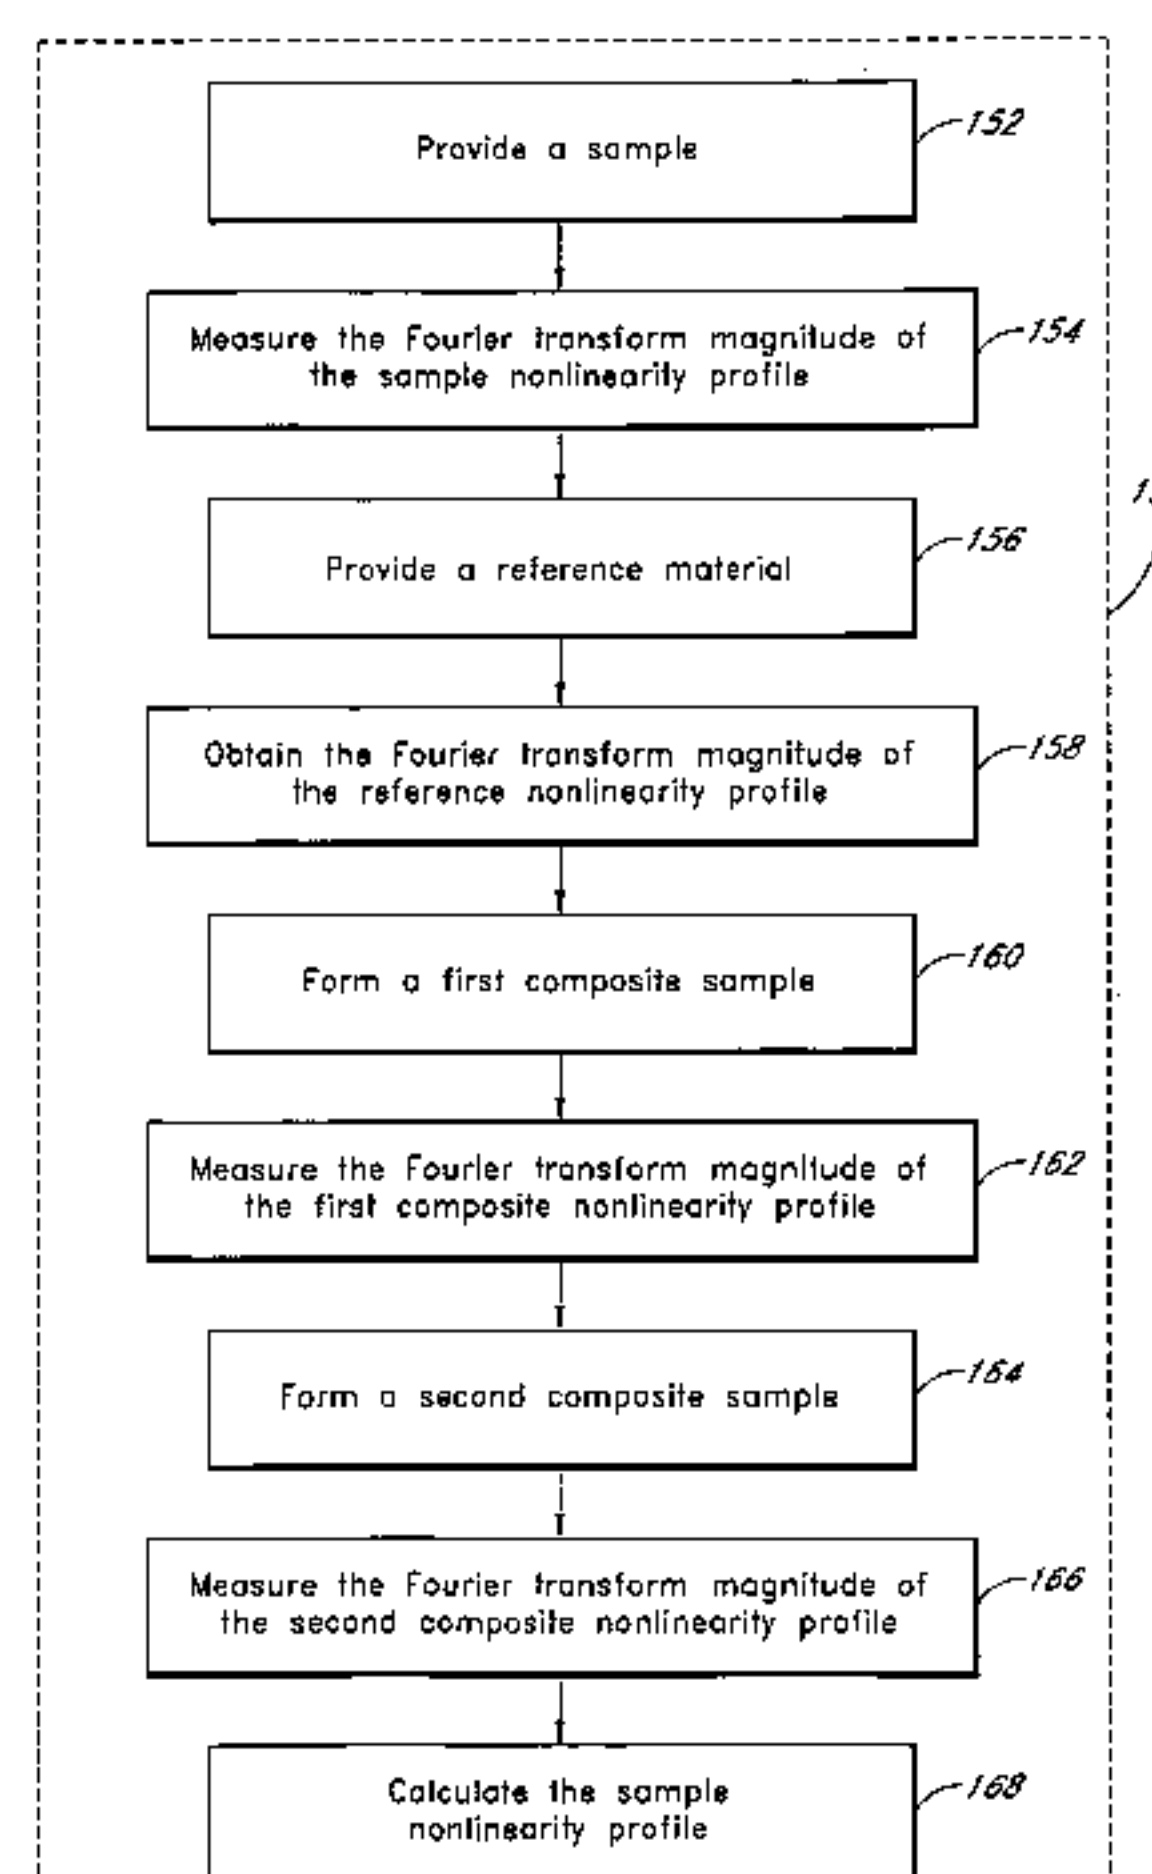 Provide a sample
152
Measure the Fourier transform magnitude of
the sample nonlinearity profile
154
Provide a reference material
156
Obtain the Fourier transform magnitude of
the reference nonlinearity profile
158
Form a first composite sample
160
Measure the Fourier transform magnitude of
the first composite nonlinearity profile
162
Form a second composite sample
164
Measure the Fourier transform magnitude of
the second composite nonlinearity profile
166
Calculate the sample
nonlinearity profile
168